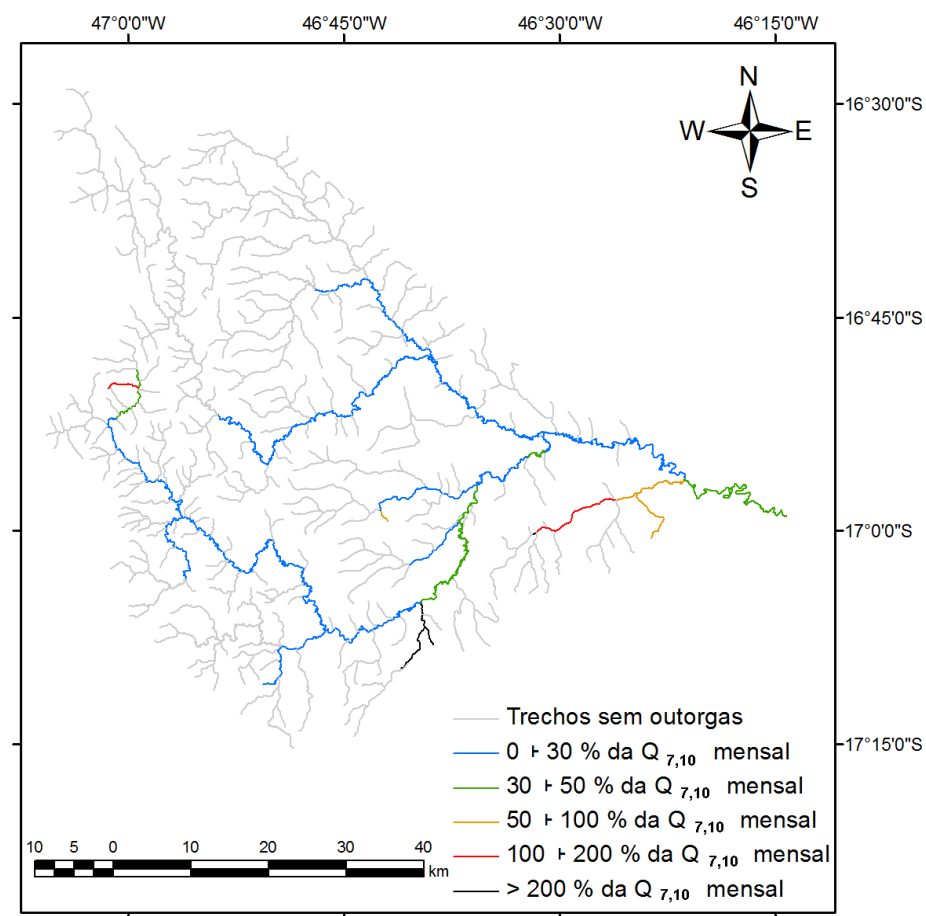 47°0'0"W 46°45'0"W 46°30'0"W 46°15'0"W
N
W E
S
16°30'0"S
16°45'0"S
17°0'0"S
17°15'0"S
Trechos sem outorgas
0 ⊦ 30 % da Q 7,10 mensal
30 ⊦ 50 % da Q 7,10 mensal
50 ⊦ 100 % da Q 7,10 mensal
100 ⊦ 200 % da Q 7,10 mensal
> 200 % da Q 7,10 mensal
10 5 0 10 20 30 40
km